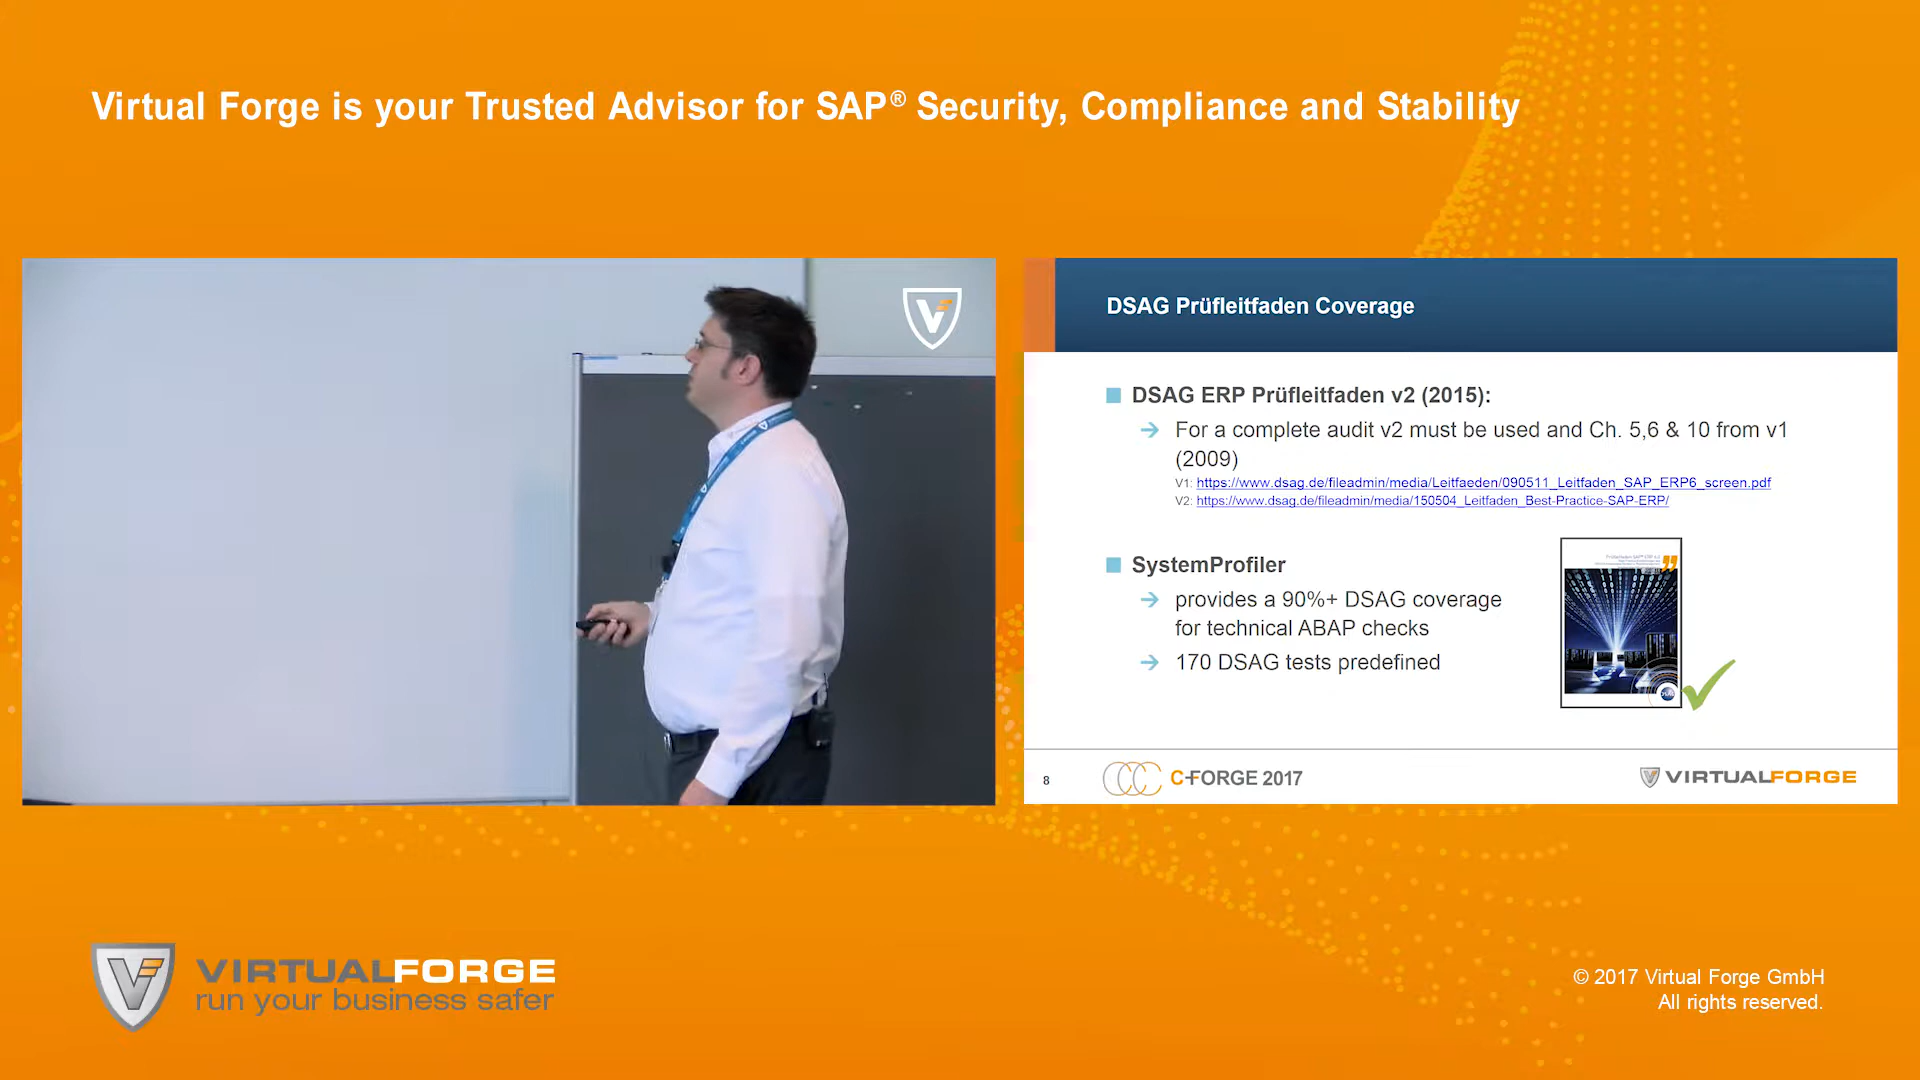 Virtual Forge is your Trusted Advisor for SAP® Security, Compliance and Stability
DSAG Prüfleitfaden Coverage
DSAG ERP Prüfleitfaden v2 (2015):
For a complete audit v2 must be used and Ch. 5,6 & 10 from v1
(2009)
V1: https://www.dsag.de/fileadmin/media/Leitfaeden/090511_Leitfaden_SAP_ERP6_screen.pdf
V2: https://www.dsag.de/fileadmin/media/150504_Leitfaden_Best-Practice-SAP-ERP/
SystemProfiler
provides a 90%+ DSAG coverage
for technical ABAP checks
170 DSAG tests predefined
8
C-FORGE 2017
VIRTUALFORGE
VIRTUALFORGE
run your business safer
© 2017 Virtual Forge GmbH
All rights reserved.